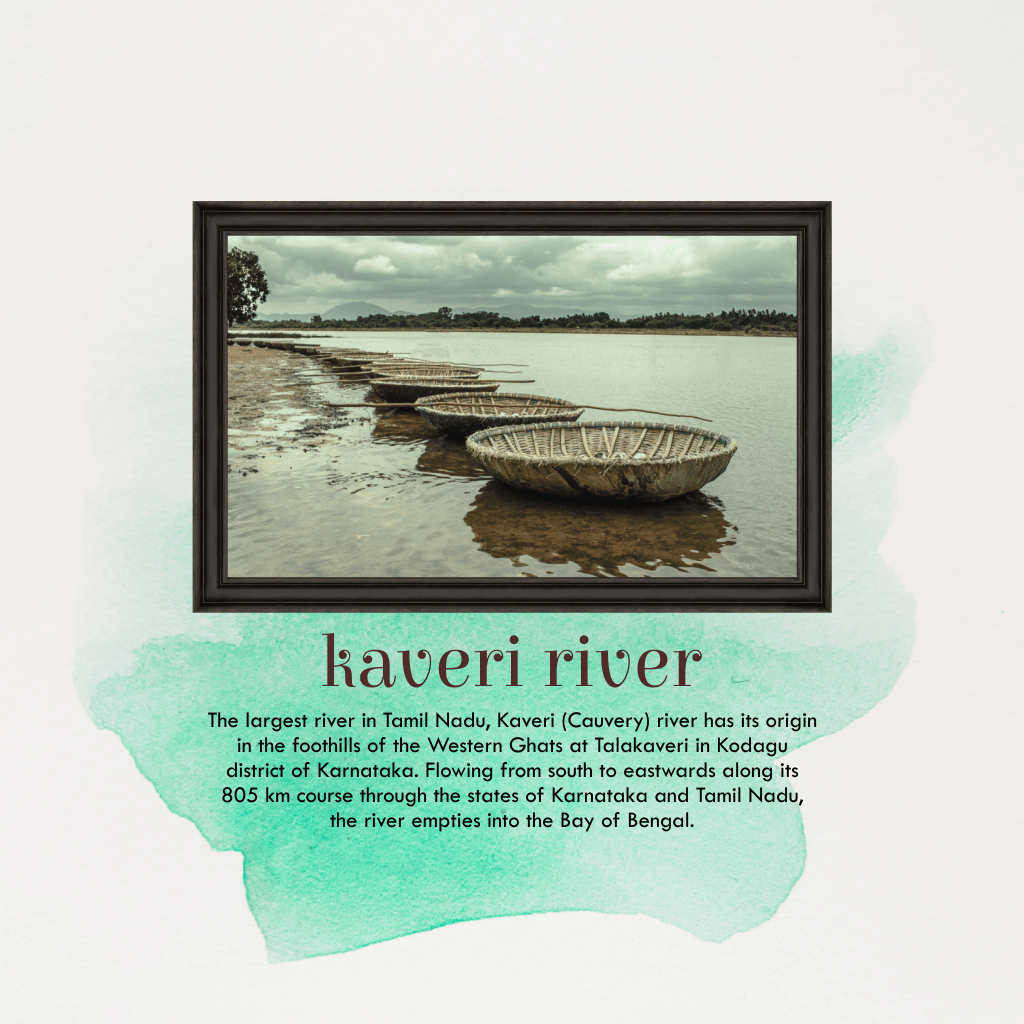 kaveri river
The largest river in Tamil Nadu, Kaveri (Cauvery) river has its origin
in the foothills of the Western Ghats at Talakaveri in Kodagu
district of Karnataka. Flowing from south to eastwards along its
805 km course through the states of Karnataka and Tamil Nadu,
the river empties into the Bay of Bengal.